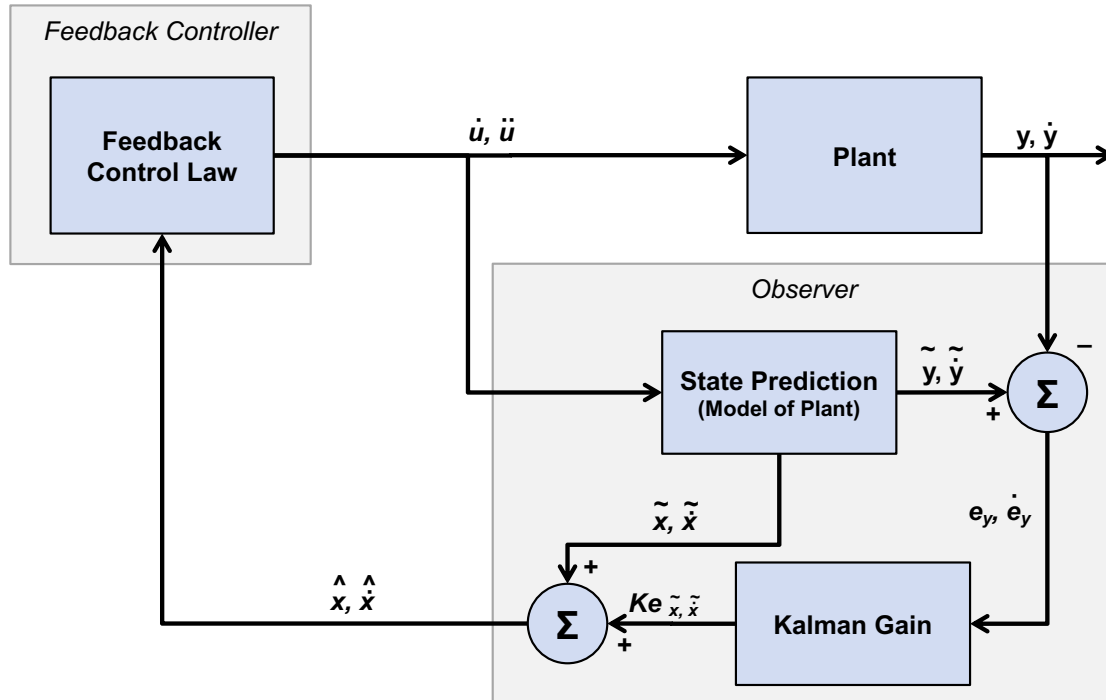 Feedback Controller
Feedback
Control Law
u̇, ü
Plant
y, ẏ
Observer
−
State Prediction
(Model of Plant)
ỹ, ẏ̃
+
Σ
x̃, ẋ̃
e_y, ė_y
+
x̂, ẋ̂
Σ
Ke x̃, ẋ̃
+
Kalman Gain